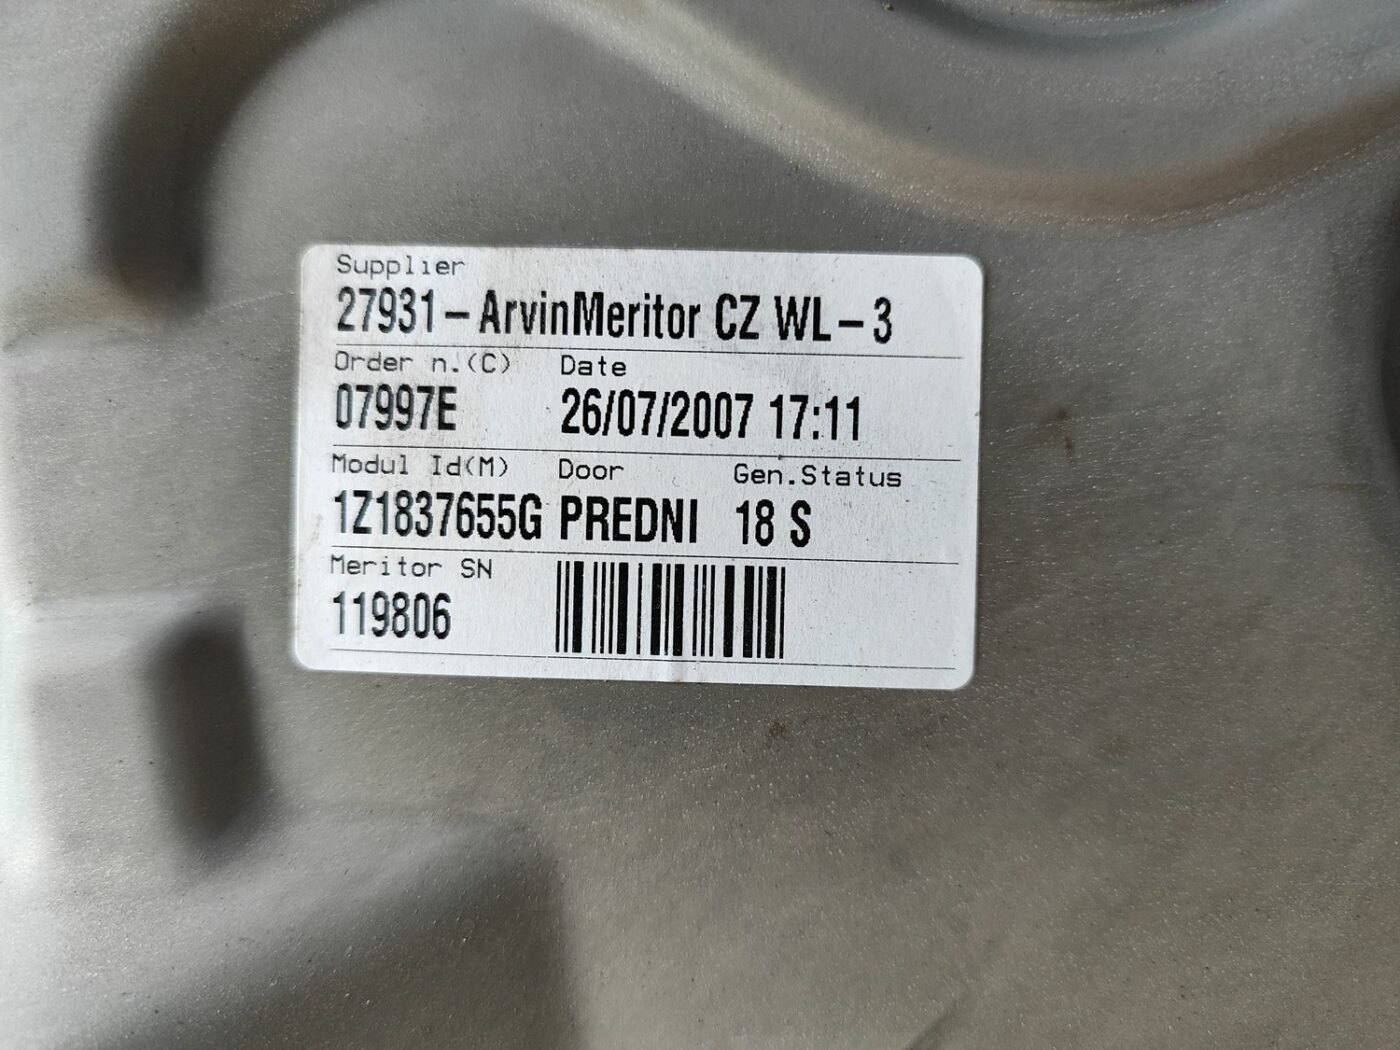 Supplier
27931-ArvinMeritor CZ WL-3
Order n.(C) Date
07997E 26/07/2007 17:11
Modul Id(M) Door Gen.Status
1Z1837655G PREDNI 18 S
Meritor SN
119806